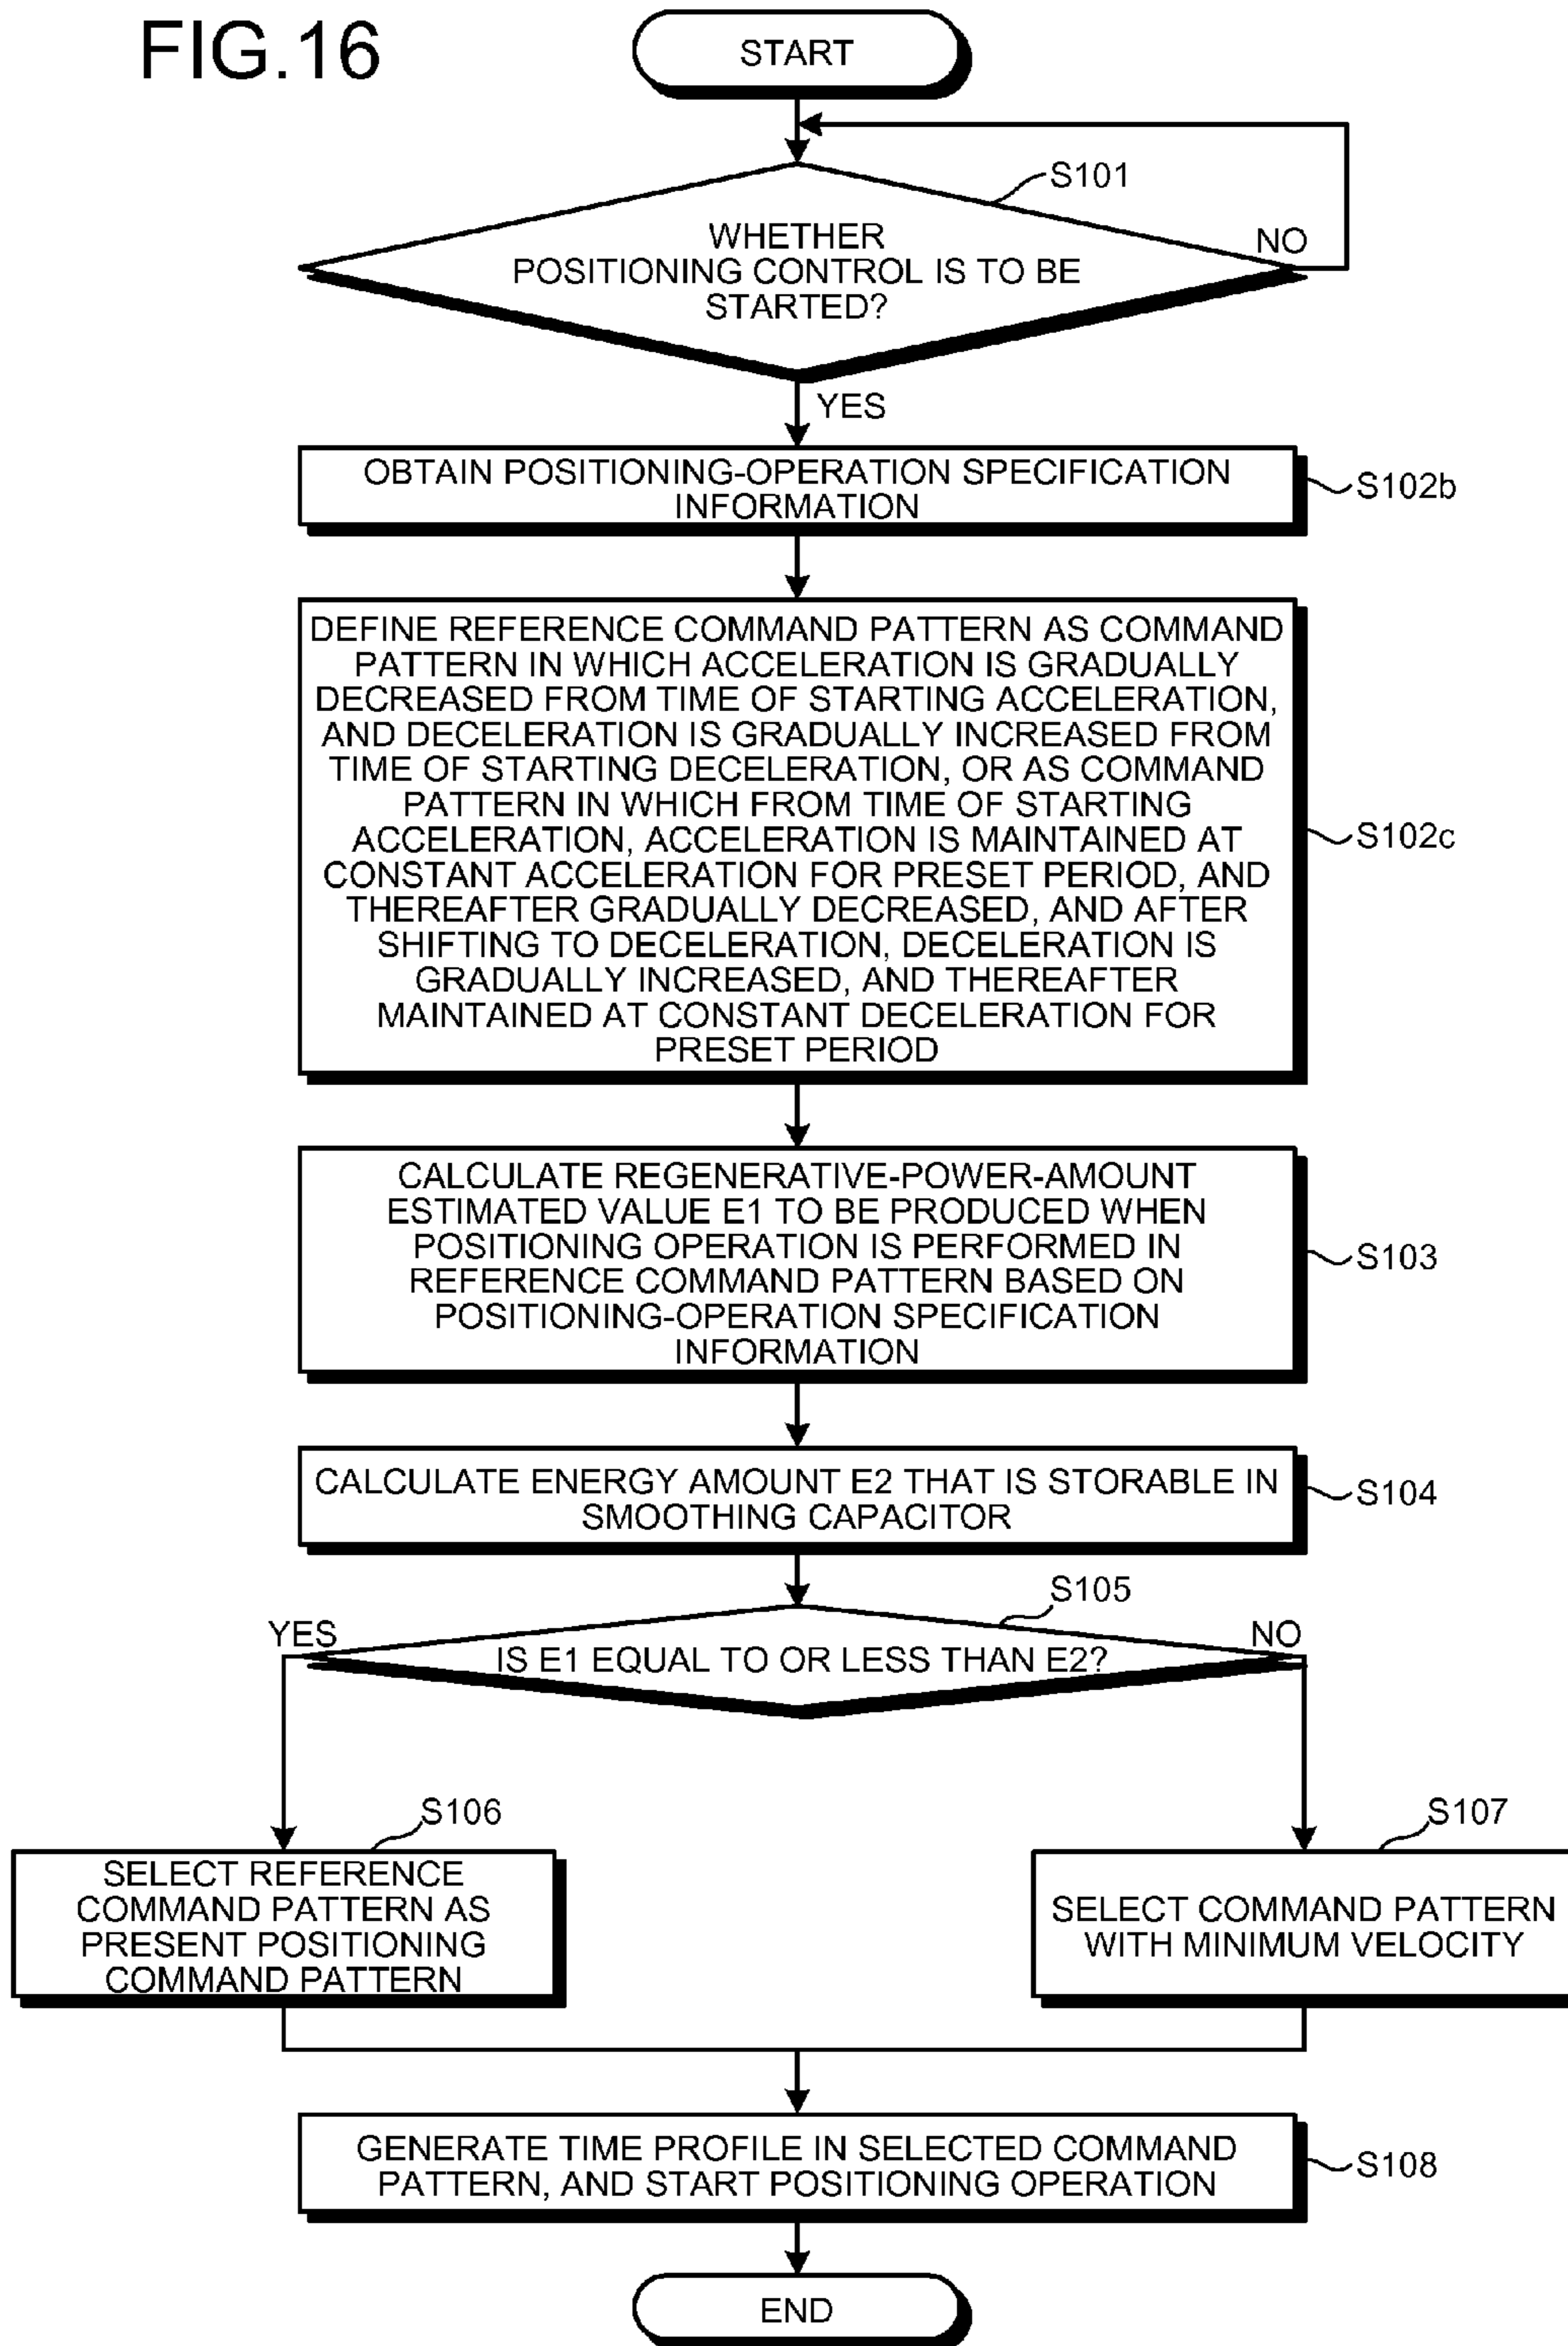 FIG.16
START
S101
WHETHER
POSITIONING CONTROL IS TO BE
STARTED?
NO
YES
OBTAIN POSITIONING-OPERATION SPECIFICATION
INFORMATION
S102b
DEFINE REFERENCE COMMAND PATTERN AS COMMAND
PATTERN IN WHICH ACCELERATION IS GRADUALLY
DECREASED FROM TIME OF STARTING ACCELERATION,
AND DECELERATION IS GRADUALLY INCREASED FROM
TIME OF STARTING DECELERATION, OR AS COMMAND
PATTERN IN WHICH FROM TIME OF STARTING
ACCELERATION, ACCELERATION IS MAINTAINED AT
CONSTANT ACCELERATION FOR PRESET PERIOD, AND
THEREAFTER GRADUALLY DECREASED, AND AFTER
SHIFTING TO DECELERATION, DECELERATION IS
GRADUALLY INCREASED, AND THEREAFTER
MAINTAINED AT CONSTANT DECELERATION FOR
PRESET PERIOD
S102c
CALCULATE REGENERATIVE-POWER-AMOUNT
ESTIMATED VALUE E1 TO BE PRODUCED WHEN
POSITIONING OPERATION IS PERFORMED IN
REFERENCE COMMAND PATTERN BASED ON
POSITIONING-OPERATION SPECIFICATION
INFORMATION
S103
CALCULATE ENERGY AMOUNT E2 THAT IS STORABLE IN
SMOOTHING CAPACITOR
S104
S105
YES
IS E1 EQUAL TO OR LESS THAN E2?
NO
S106
SELECT REFERENCE
COMMAND PATTERN AS
PRESENT POSITIONING
COMMAND PATTERN
S107
SELECT COMMAND PATTERN
WITH MINIMUM VELOCITY
GENERATE TIME PROFILE IN SELECTED COMMAND
PATTERN, AND START POSITIONING OPERATION
S108
END